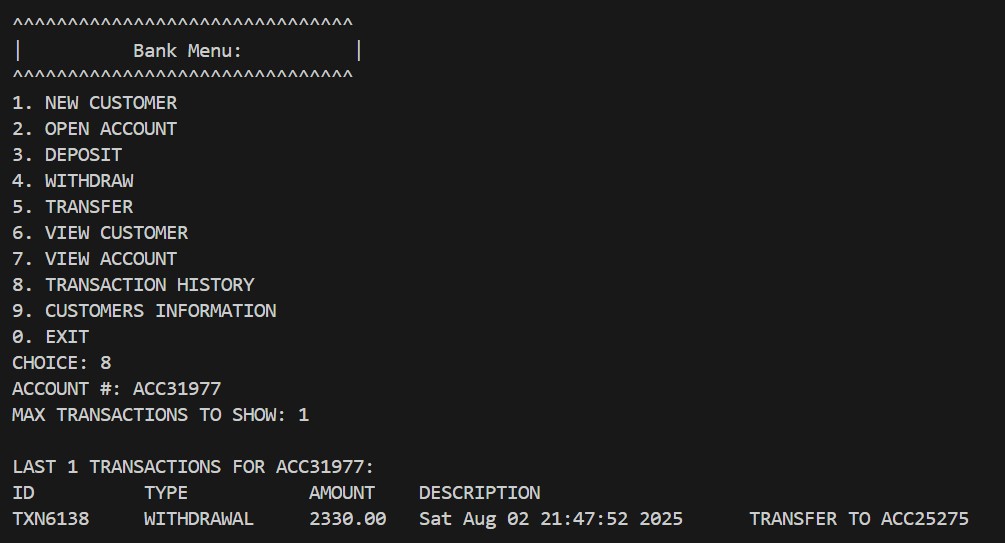 ^^^^^^^^^^^^^^^^^^^^^^^^^^^^^^^
|          Bank Menu:          |
^^^^^^^^^^^^^^^^^^^^^^^^^^^^^^^
1. NEW CUSTOMER
2. OPEN ACCOUNT
3. DEPOSIT
4. WITHDRAW
5. TRANSFER
6. VIEW CUSTOMER
7. VIEW ACCOUNT
8. TRANSACTION HISTORY
9. CUSTOMERS INFORMATION
0. EXIT
CHOICE: 8
ACCOUNT #: ACC31977
MAX TRANSACTIONS TO SHOW: 1

LAST 1 TRANSACTIONS FOR ACC31977:
ID          TYPE           AMOUNT    DESCRIPTION
TXN6138     WITHDRAWAL     2330.00   Sat Aug 02 21:47:52 2025      TRANSFER TO ACC25275